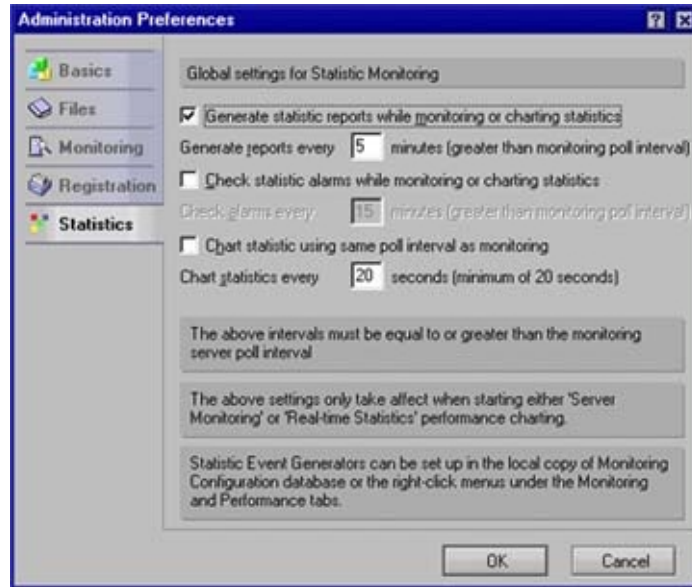 Administration Preferences
Basics
Files
Monitoring
Registration
Statistics
Global settings for Statistic Monitoring
Generate statistic reports while monitoring or charting statistics
Generate reports every 5 minutes (greater than monitoring poll interval)
Check statistic alarms while monitoring or charting statistics
Check alarms every 15 minutes (greater than monitoring poll interval)
Chart statistic using same poll interval as monitoring
Chart statistics every 20 seconds (minimum of 20 seconds)
The above intervals must be equal to or greater than the monitoring
server poll interval
The above settings only take affect when starting either 'Server
Monitoring' or 'Real-time Statistics' performance charting.
Statistic Event Generators can be set up in the local copy of Monitoring
Configuration database or the right-click menus under the Monitoring
and Performance tabs.
OK
Cancel